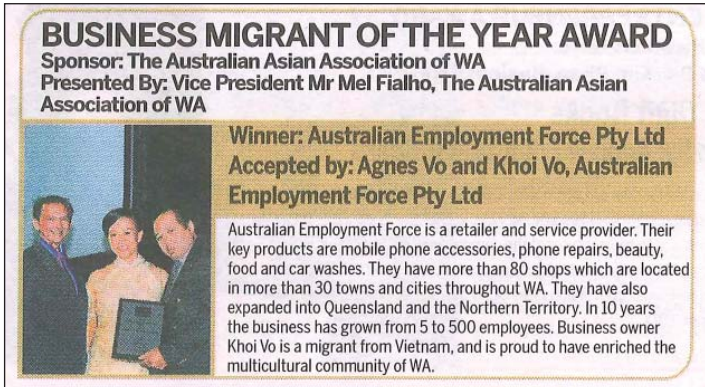 BUSINESS MIGRANT OF THE YEAR AWARD
Sponsor: The Australian Asian Association of WA
Presented By: Vice President Mr Mel Fialho, The Australian Asian
Association of WA
Winner: Australian Employment Force Pty Ltd
Accepted by: Agnes Vo and Khoi Vo, Australian
Employment Force Pty Ltd
Australian Employment Force is a retailer and service provider. Their
key products are mobile phone accessories, phone repairs, beauty,
food and car washes. They have more than 80 shops which are located
in more than 30 towns and cities throughout WA. They have also
expanded into Queensland and the Northern Territory. In 10 years
the business has grown from 5 to 500 employees. Business owner
Khoi Vo is a migrant from Vietnam, and is proud to have enriched the
multicultural community of WA.